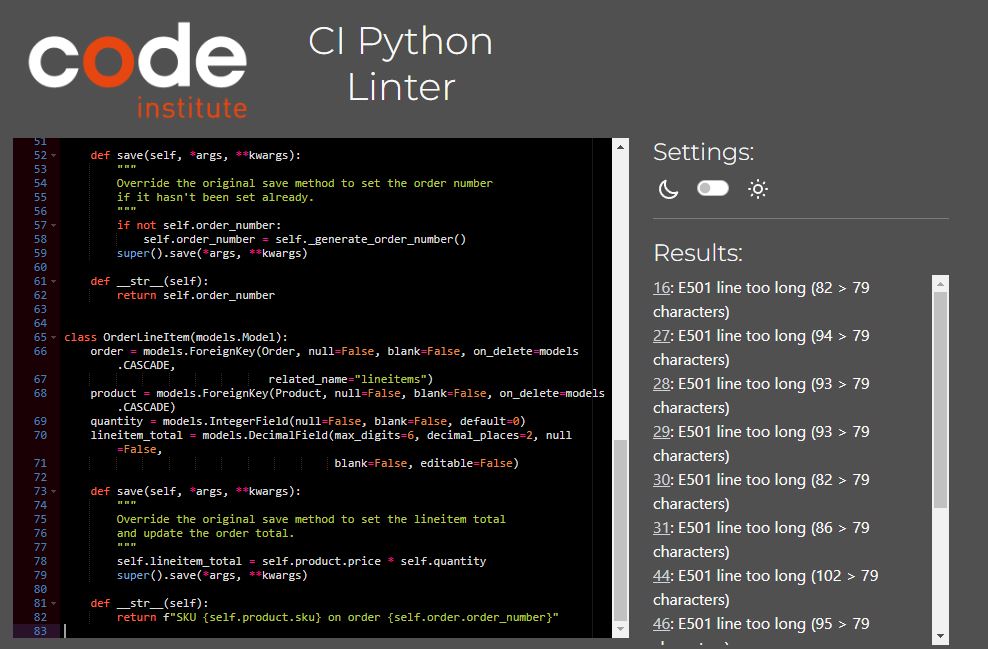 code
institute
CI Python
Linter
51
52 def save(self, *args, **kwargs):
53 """
54 Override the original save method to set the order number
55 if it hasn't been set already.
56 """
57 if not self.order_number:
58 self.order_number = self._generate_order_number()
59 super().save(*args, **kwargs)
60
61 def __str__(self):
62 return self.order_number
63
64
65 class OrderLineItem(models.Model):
66 order = models.ForeignKey(Order, null=False, blank=False, on_delete=models
.CASCADE,
67 related_name="lineitems")
68 product = models.ForeignKey(Product, null=False, blank=False, on_delete=models
.CASCADE)
69 quantity = models.IntegerField(null=False, blank=False, default=0)
70 lineitem_total = models.DecimalField(max_digits=6, decimal_places=2, null
=False,
71 blank=False, editable=False)
72
73 def save(self, *args, **kwargs):
74 """
75 Override the original save method to set the lineitem total
76 and update the order total.
77 """
78 self.lineitem_total = self.product.price * self.quantity
79 super().save(*args, **kwargs)
80
81 def __str__(self):
82 return f"SKU {self.product.sku} on order {self.order.order_number}"
83
Settings:
Results:
16: E501 line too long (82 > 79
characters)
27: E501 line too long (94 > 79
characters)
28: E501 line too long (93 > 79
characters)
29: E501 line too long (93 > 79
characters)
30: E501 line too long (82 > 79
characters)
31: E501 line too long (86 > 79
characters)
44: E501 line too long (102 > 79
characters)
46: E501 line too long (95 > 79